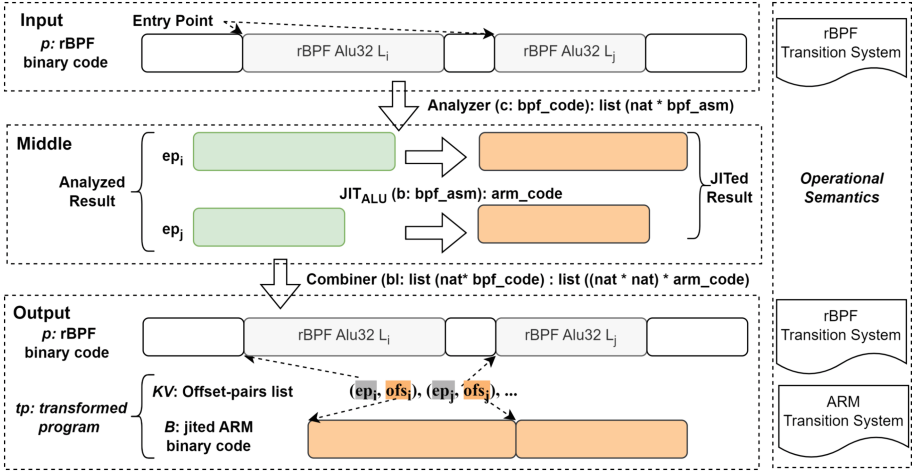 Input
Entry Point
p: rBPF
binary code
rBPF Alu32 Li
rBPF Alu32 Lj
rBPF
Transition System
Analyzer (c: bpf_code): list (nat * bpf_asm)
Middle
Analyzed
Result
epi
epj
JITALU (b: bpf_asm): arm_code
JITed
Result
Operational
Semantics
Combiner (bl: list (nat* bpf_code) : list ((nat * nat) * arm_code)
Output
p: rBPF
binary code
rBPF Alu32 Li
rBPF Alu32 Lj
rBPF
Transition System
tp: transformed
program
KV: Offset-pairs list
(epi, ofsi), (epj, ofsj), ...
B: jited ARM
binary code
ARM
Transition System